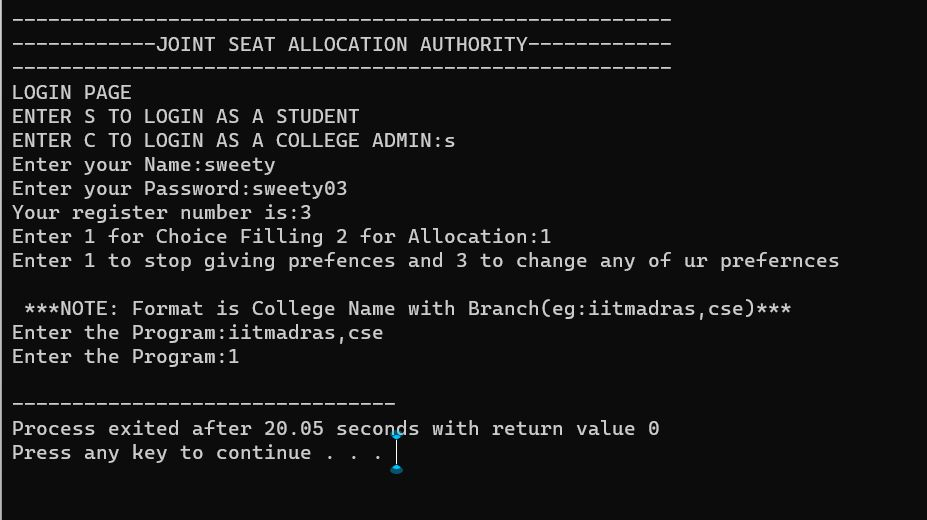 -------------------------------------------------------
------------JOINT SEAT ALLOCATION AUTHORITY------------
-------------------------------------------------------
LOGIN PAGE
ENTER S TO LOGIN AS A STUDENT
ENTER C TO LOGIN AS A COLLEGE ADMIN:s
Enter your Name:sweety
Enter your Password:sweety03
Your register number is:3
Enter 1 for Choice Filling 2 for Allocation:1
Enter 1 to stop giving prefences and 3 to change any of ur prefernces
***NOTE: Format is College Name with Branch(eg:iitmadras,cse)***
Enter the Program:iitmadras,cse
Enter the Program:1
--------------------------------
Process exited after 20.05 seconds with return value 0
Press any key to continue . . .